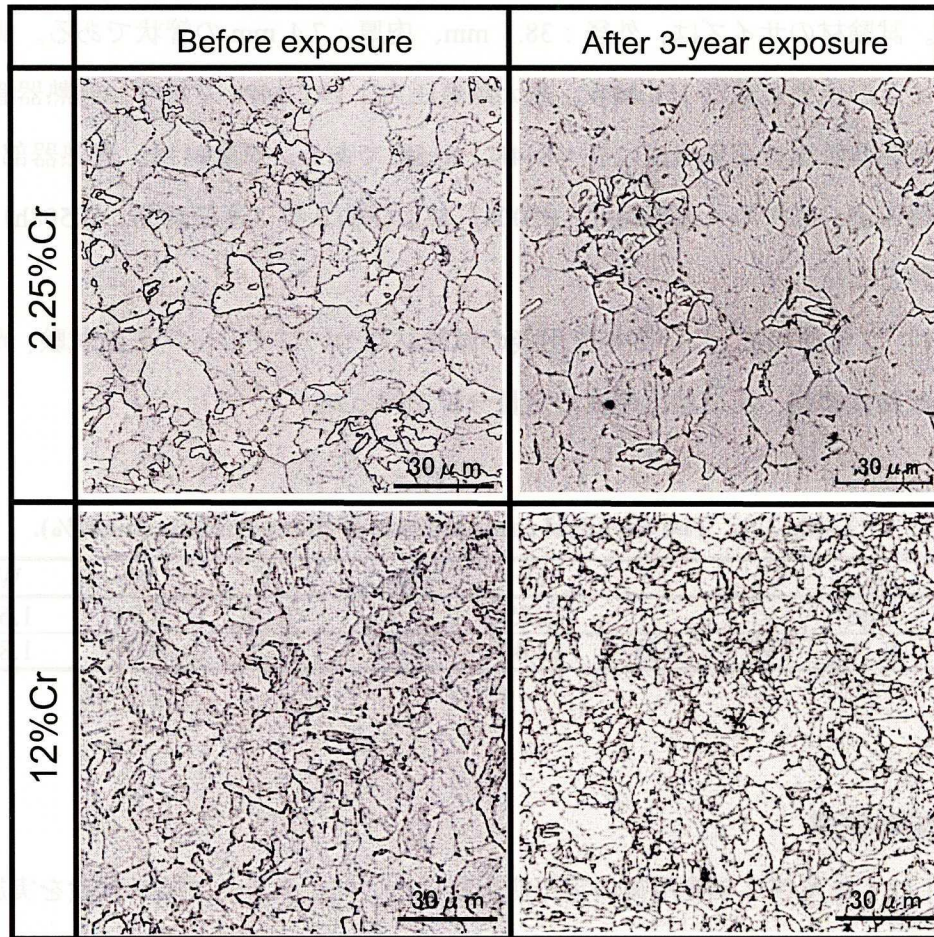 Before exposure
After 3-year exposure
2.25%Cr
30 μm
30 μm
12%Cr
30 μm
30 μm